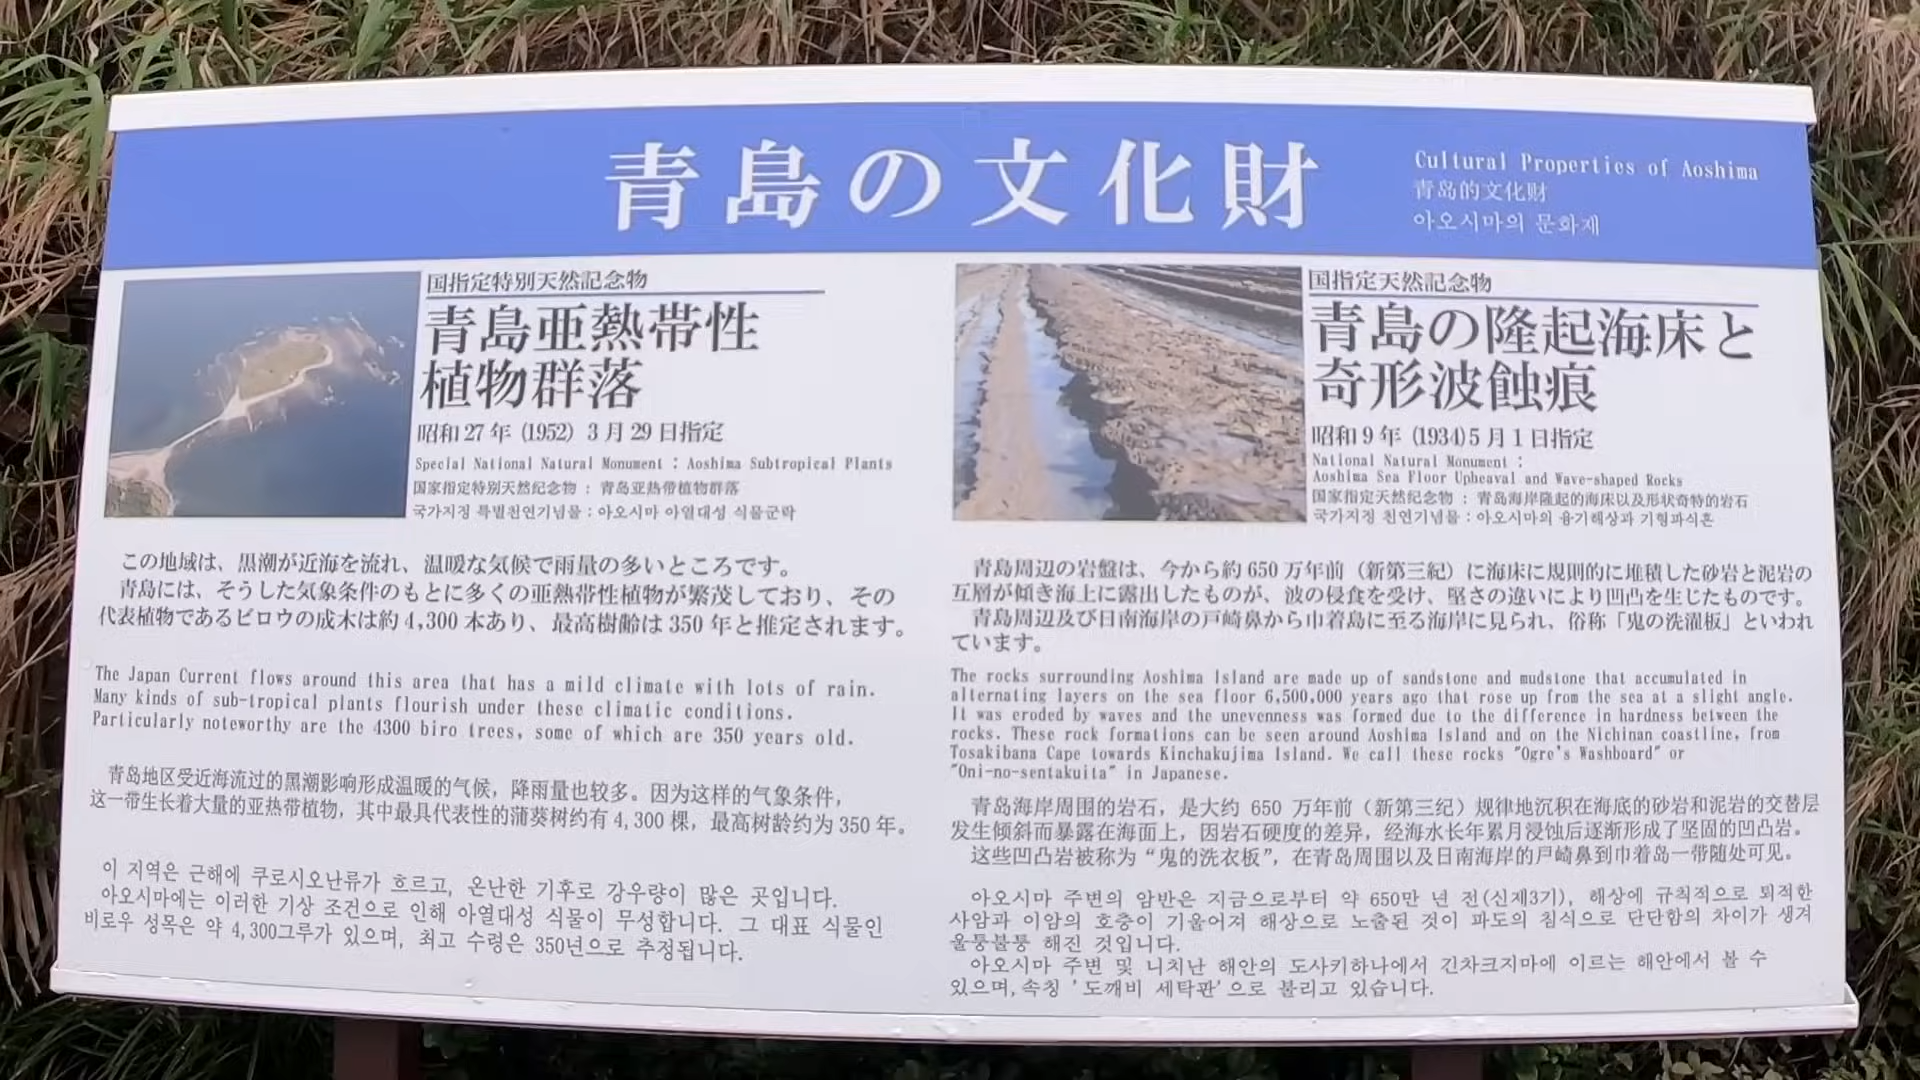 青島の文化財
Cultural Properties of Aoshima
青岛的文化财
아오시마의 문화재
国指定特別天然記念物
青島亜熱帯性
植物群落
昭和27年(1952) 3月29日指定
Special National Natural Monument : Aoshima Subtropical Plants
国家指定特别天然纪念物 : 青岛亚热带植物群落
국가지정 특별천연기념물 : 아오시마 아열대성 식물군락
この地域は、黒潮が近海を流れ、温暖な気候で雨量の多いところです。
青島には、そうした気象条件のもとに多くの亜熱帯性植物が繁茂しており、その
代表植物であるビロウの成木は約4,300本あり、最高樹齢は350年と推定されます。
The Japan Current flows around this area that has a mild climate with lots of rain.
Many kinds of sub-tropical plants flourish under these climatic conditions.
Particularly noteworthy are the 4300 biro trees, some of which are 350 years old.
青岛地区受近海流过的黑潮影响形成温暖的气候，降雨量也较多。因为这样的气象条件，
这一带生长着大量的亚热带植物，其中最具代表性的蒲葵树约有4,300棵，最高树龄约为350年。
이 지역은 근해에 쿠로시오난류가 흐르고, 온난한 기후로 강우량이 많은 곳입니다.
아오시마에는 이러한 기상 조건으로 인해 아열대성 식물이 무성합니다. 그 대표 식물인
비로우 성목은 약 4,300그루가 있으며, 최고 수령은 350년으로 추정됩니다.
国指定天然記念物
青島の隆起海床と
奇形波蝕痕
昭和9年(1934)5月1日指定
National Natural Monument :
Aoshima Sea Floor Upheaval and Wave-shaped Rocks
国家指定天然纪念物 : 青岛海岸隆起的海床以及形状奇特的岩石
국가지정 천연기념물 : 아오시마의 융기해상과 기형파식흔
青島周辺の岩盤は、今から約650万年前（新第三紀）に海床に規則的に堆積した砂岩と泥岩の
互層が傾き海上に露出したものが、波の侵食を受け、堅さの違いにより凹凸を生じたものです。
青島周辺及び日南海岸の戸崎鼻から巾着島に至る海岸に見られ、俗称「鬼の洗濯板」といわれ
ています。
The rocks surrounding Aoshima Island are made up of sandstone and mudstone that accumulated in
alternating layers on the sea floor 6,500,000 years ago that rose up from the sea at a slight angle.
It was eroded by waves and the unevenness was formed due to the difference in hardness between the
rocks. These rock formations can be seen around Aoshima Island and on the Nichinan coastline, from
Tosakibana Cape towards Kinchakujima Island. We call these rocks "Ogre's Washboard" or
"Oni-no-sentakuita" in Japanese.
青岛海岸周围的岩石，是大约 650 万年前（新第三纪）规律地沉积在海底的砂岩和泥岩的交替层
发生倾斜而暴露在海面上，因岩石硬度的差异，经海水长年累月浸蚀后逐渐形成了坚固的凹凸岩。
这些凹凸岩被称为“鬼的洗衣板”，在青岛周围以及日南海岸的戸崎鼻到巾着岛一带随处可见。
아오시마 주변의 암반은 지금으로부터 약 650만 년 전(신제3기), 해상에 규칙적으로 퇴적한
사암과 이암의 호층이 기울어져 해상으로 노출된 것이 파도의 침식으로 단단함의 차이가 생겨
울퉁불퉁 해진 것입니다.
아오시마 주변 및 니치난 해안의 도사키하나에서 긴차크지마에 이르는 해안에서 볼 수
있으며,속칭 '도깨비 세탁판'으로 불리고 있습니다.